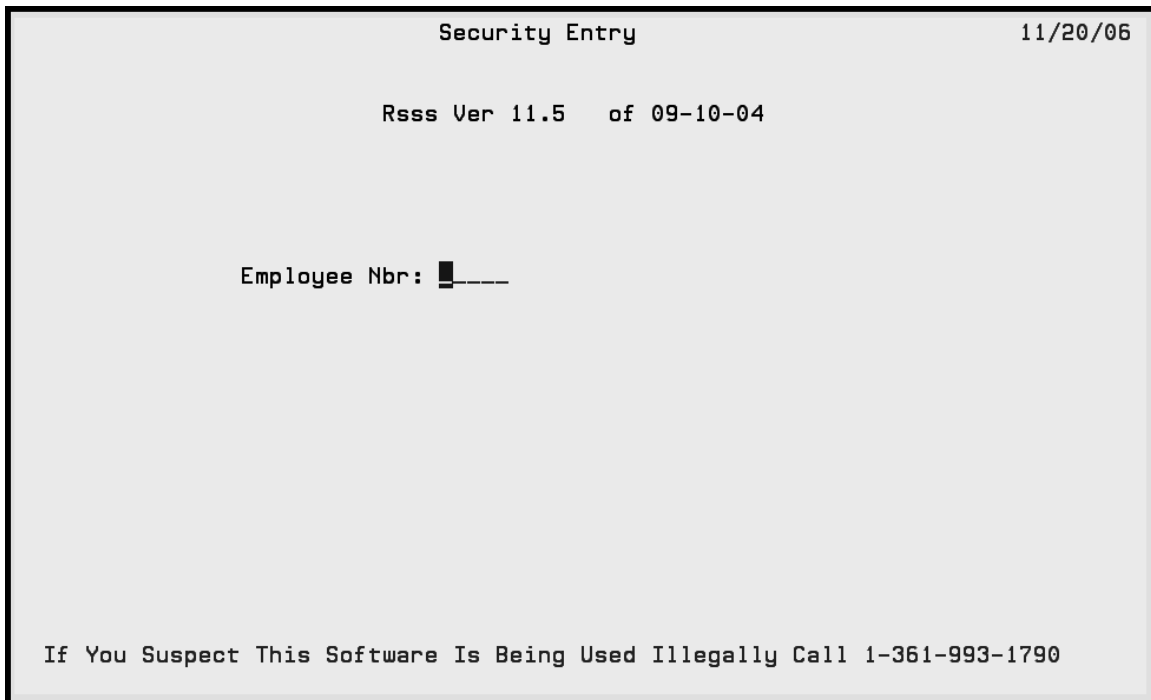 Security Entry 11/20/06
Rsss Ver 11.5 of 09-10-04
Employee Nbr: _____
If You Suspect This Software Is Being Used Illegally Call 1-361-993-1790